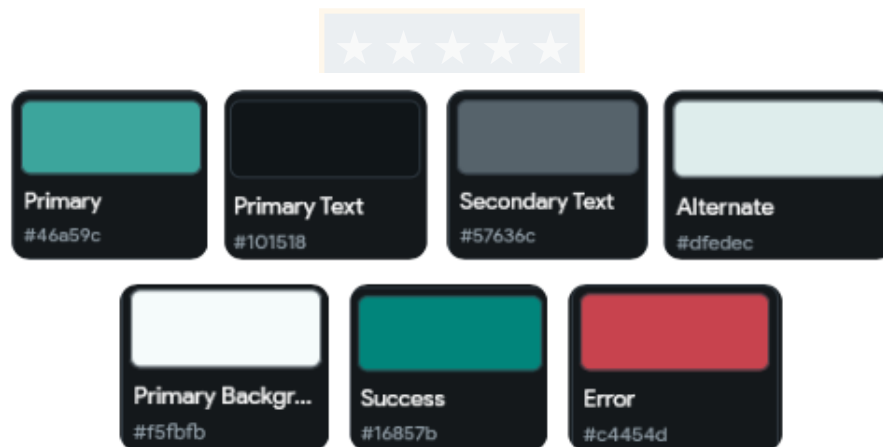 Primary
#46a59c
Primary Text
#101518
Secondary Text
#57636c
Alternate
#dfedec
Primary Backgr...
#f5fbfb
Success
#16857b
Error
#c4454d